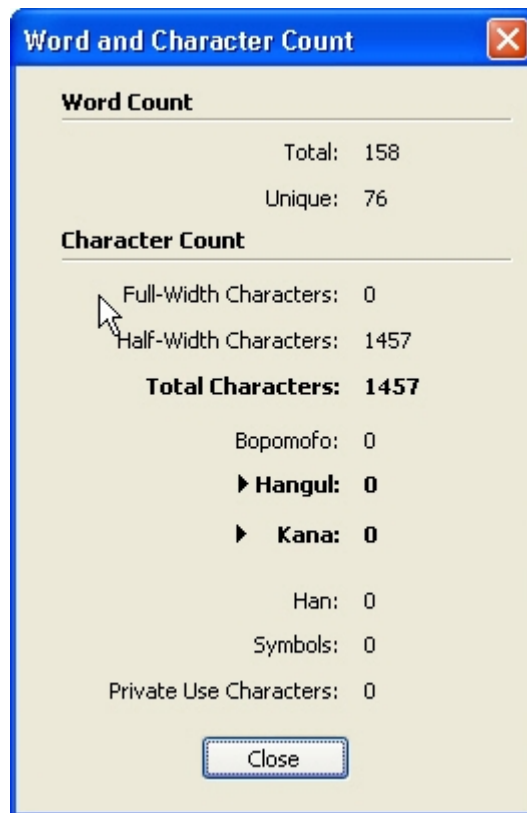 Word and Character Count
Word Count
Total: 158
Unique: 76
Character Count
Full-Width Characters: 0
Half-Width Characters: 1457
Total Characters: 1457
Bopomofo: 0
Hangul: 0
Kana: 0
Han: 0
Symbols: 0
Private Use Characters: 0
Close